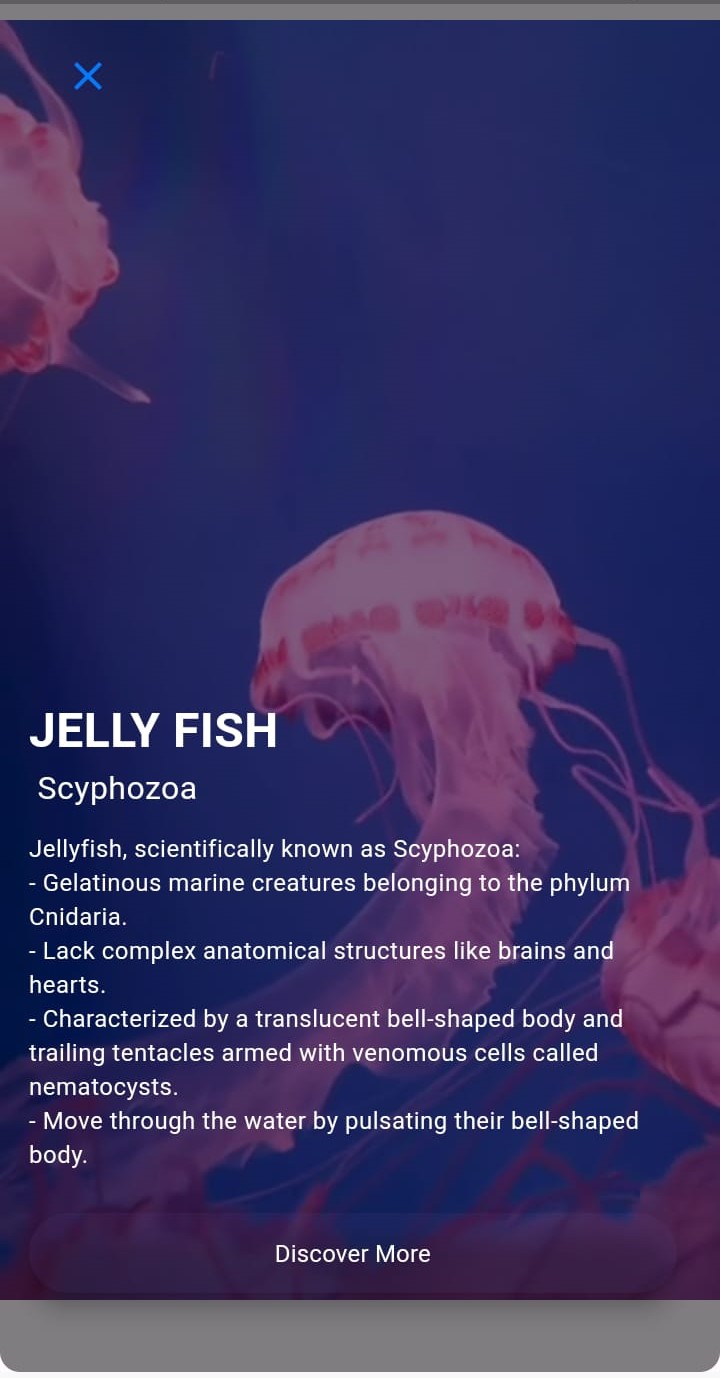 JELLY FISH
Scyphozoa
Jellyfish, scientifically known as Scyphozoa:
- Gelatinous marine creatures belonging to the phylum
Cnidaria.
- Lack complex anatomical structures like brains and
hearts.
- Characterized by a translucent bell-shaped body and
trailing tentacles armed with venomous cells called
nematocysts.
- Move through the water by pulsating their bell-shaped
body.
Discover More